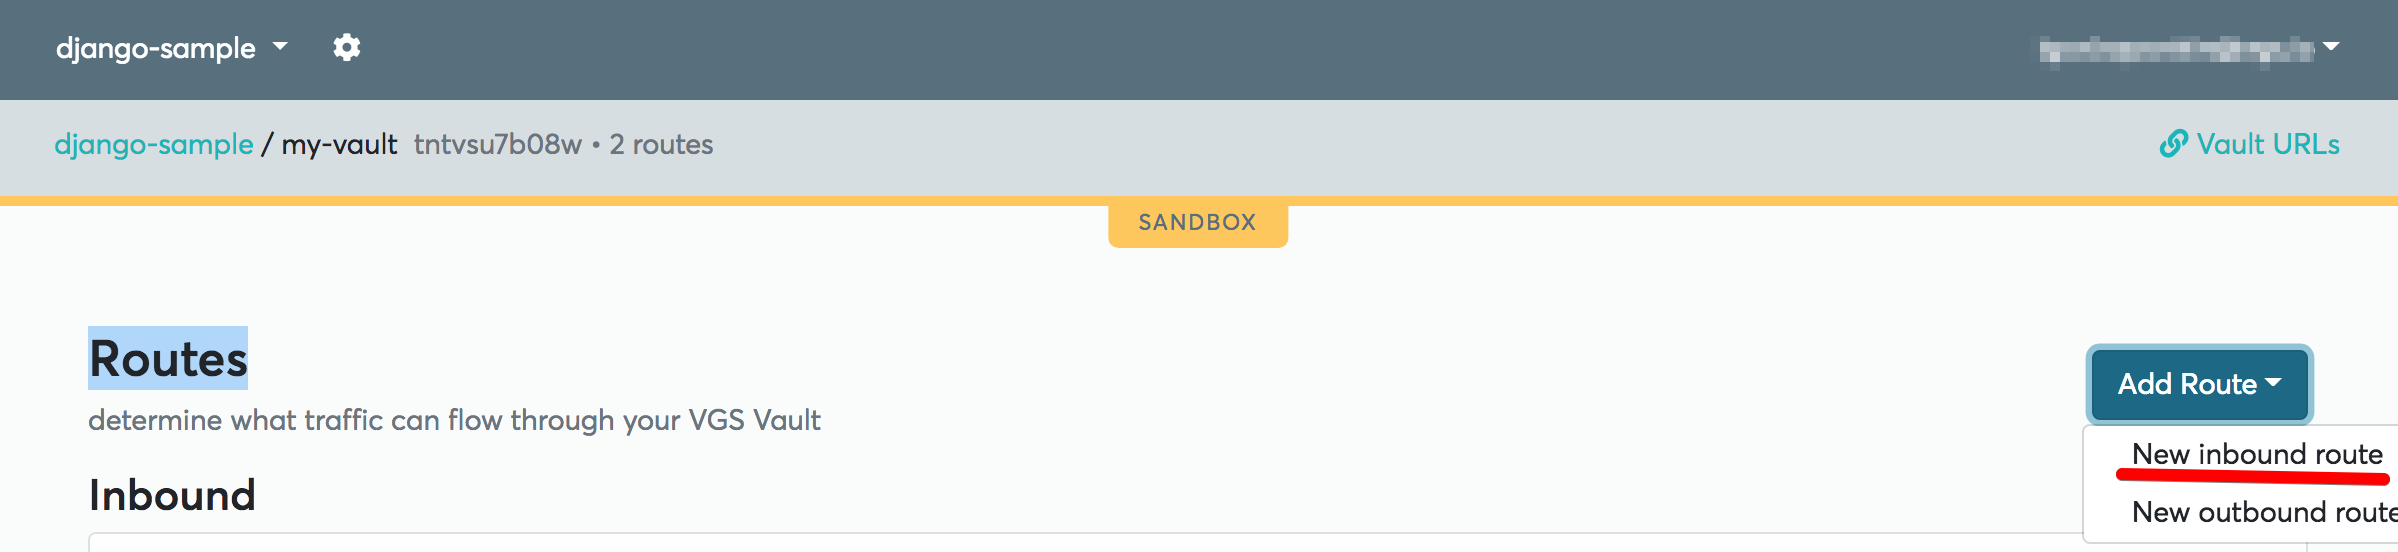 django-sample
django-sample / my-vault tntvsu7b08w • 2 routes
Vault URLs
SANDBOX
Routes
Add Route
determine what traffic can flow through your VGS Vault
New inbound route
Inbound
New outbound route